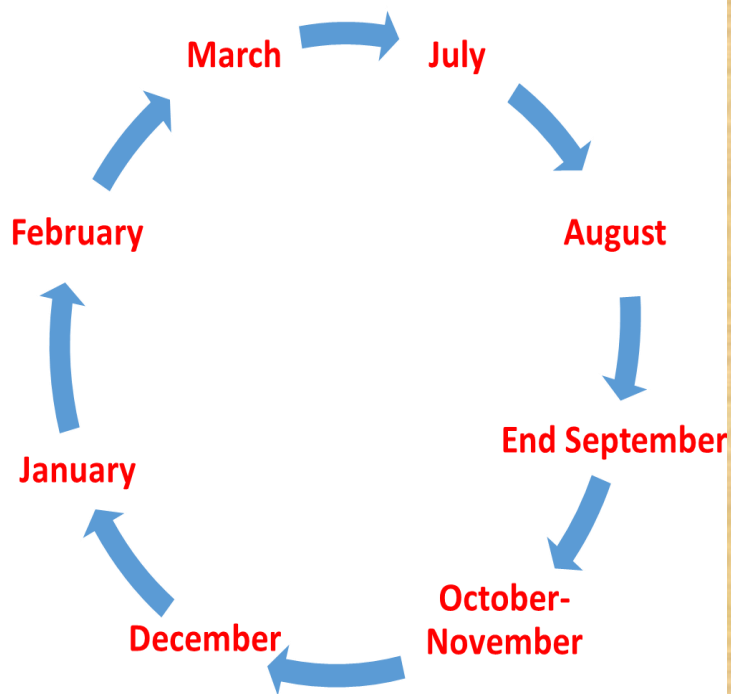 March
July
August
End September
October-
November
December
January
February